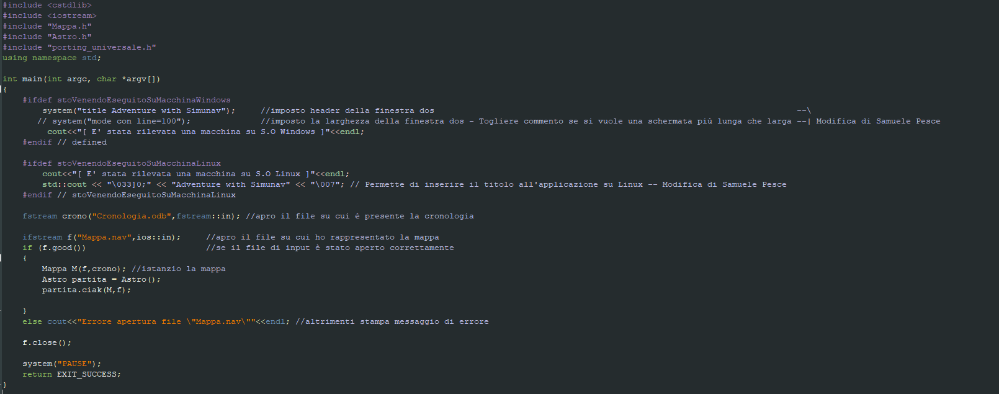 #include <cstdlib>
#include <iostream>
#include "Mappa.h"
#include "Astro.h"
#include "porting_universale.h"
using namespace std;
int main(int argc, char *argv[])
{
#ifdef stoVenendoEseguitoSuMacchinaWindows
system("title Adventure with Simunav"); //imposto header della finestra dos --\
// system("mode con line=100"); //imposto la larghezza della finestra dos - Togliere commento se si vuole una schermata più lunga che larga --| Modifica di Samuele Pesce
cout<<"[ E' stata rilevata una macchina su S.O Windows ]"<<endl;
#endif // defined
#ifdef stoVenendoEseguitoSuMacchinaLinux
cout<<"[ E' stata rilevata una macchina su S.O Linux ]"<<endl;
std::cout << "\033]0;" << "Adventure with Simunav" << "\007"; // Permette di inserire il titolo all'applicazione su Linux -- Modifica di Samuele Pesce
#endif // stoVenendoEseguitoSuMacchinaLinux
fstream crono("Cronologia.odb",fstream::in); //apro il file su cui è presente la cronologia
ifstream f("Mappa.nav",ios::in); //apro il file su cui ho rappresentato la mappa
if (f.good()) //se il file di input è stato aperto correttamente
{
Mappa M(f,crono); //istanzio la mappa
Astro partita = Astro();
partita.ciak(M,f);
}
else cout<<"Errore apertura file \"Mappa.nav\""<<endl; //altrimenti stampa messaggio di errore
f.close();
system("PAUSE");
return EXIT_SUCCESS;
}